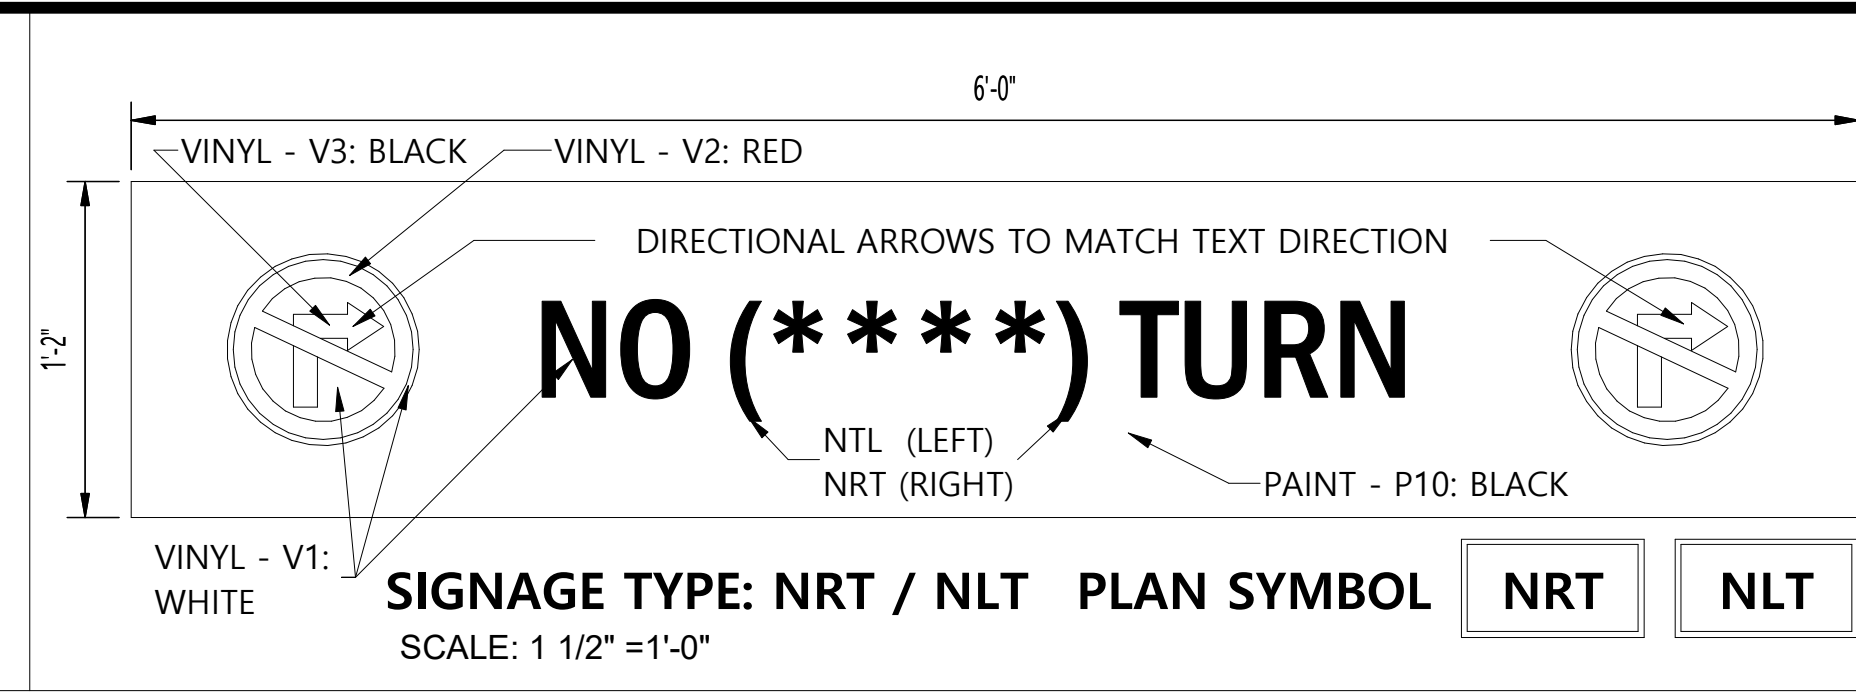 6'-0"
VINYL - V3: BLACK
VINYL - V2: RED
1'-2"
DIRECTIONAL ARROWS TO MATCH TEXT DIRECTION
NO (****) TURN
NTL (LEFT)
NRT (RIGHT)
PAINT - P10: BLACK
VINYL - V1:
WHITE
SIGNAGE TYPE: NRT / NLT PLAN SYMBOL NRT NLT
SCALE: 1 1/2" =1'-0"